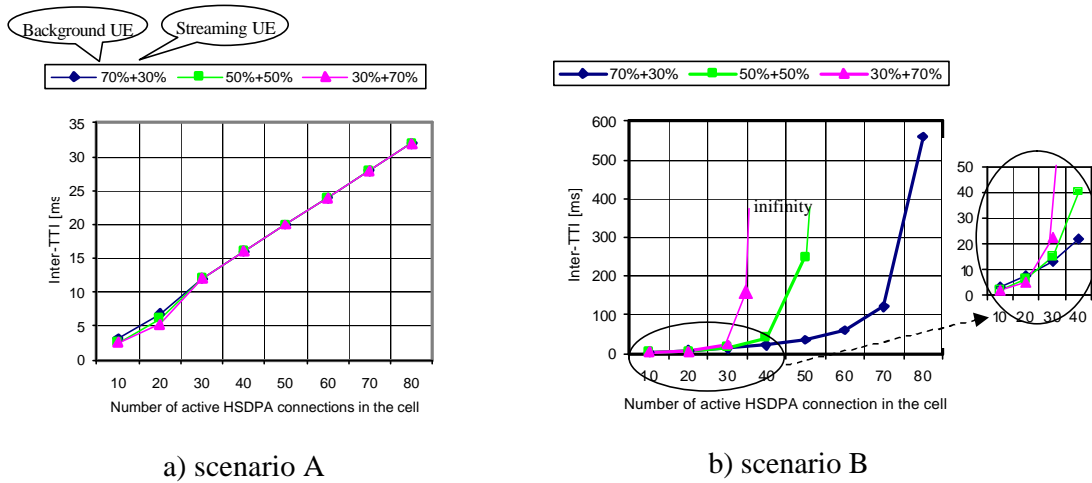 Background UE
Streaming UE
70%+30% 50%+50% 30%+70%
35
30
25
20
15
10
5
0
Inter-TTI [ms
10 20 30 40 50 60 70 80
Number of active HSDPA connections in the cell
a) scenario A
70%+30% 50%+50% 30%+70%
600
500
400
300
200
100
0
Inter-TTI [ms]
inifinity
10 20 30 40 50 60 70 80
Number of active HSDPA connection in the cell
50
40
30
20
10
0
10 20 30 40
b) scenario B